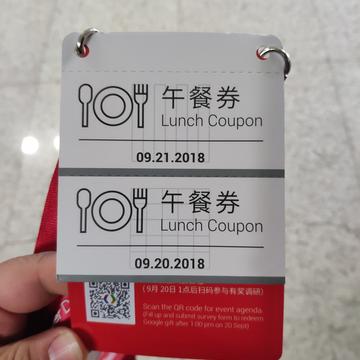 午餐券
Lunch Coupon
09.21.2018
午餐券
Lunch Coupon
09.20.2018
(9月20日1点后扫码参与有奖调研)
Scan the QR code for event agenda.
(Fill up and submit survey form to redeem
Google gift after 1:00 pm on 20 Sept)